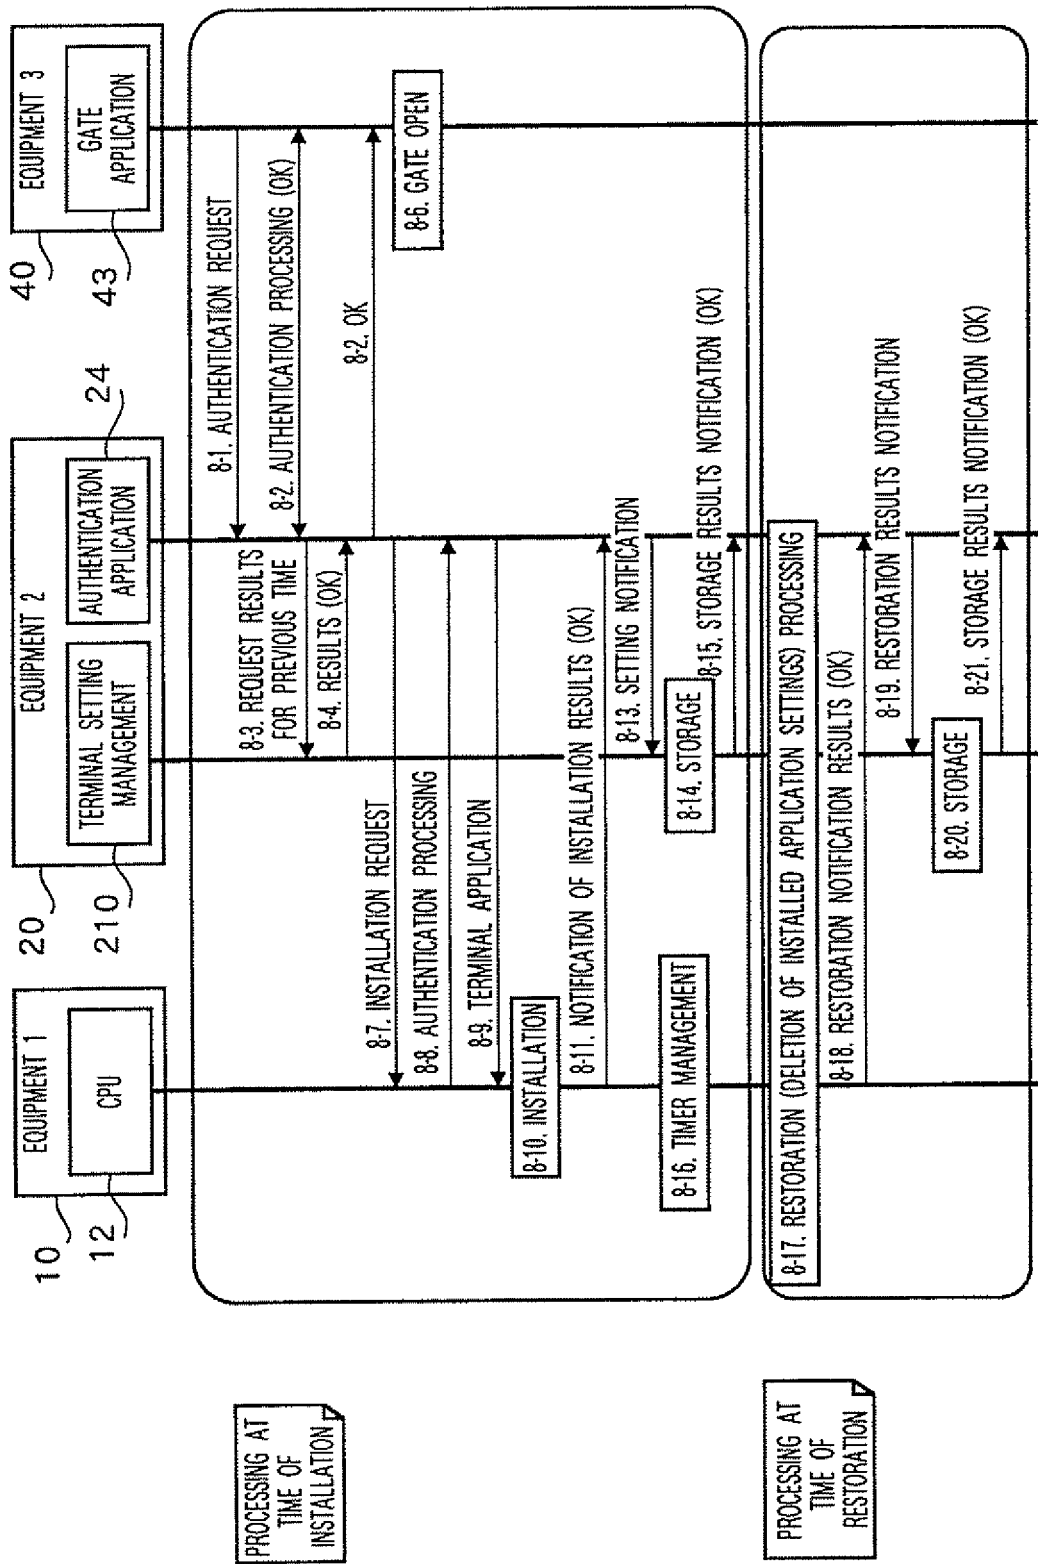 10
EQUIPMENT 1
12
CPU
20
EQUIPMENT 2
210
TERMINAL SETTING
MANAGEMENT
AUTHENTICATION
APPLICATION
24
40
EQUIPMENT 3
43
GATE
APPLICATION
PROCESSING AT
TIME OF
INSTALLATION
8-1. AUTHENTICATION REQUEST
8-2. AUTHENTICATION PROCESSING (OK)
8-3. REQUEST RESULTS
FOR PREVIOUS TIME
8-4. RESULTS (OK)
8-2. OK
8-6. GATE OPEN
8-7. INSTALLATION REQUEST
8-8. AUTHENTICATION PROCESSING
8-9. TERMINAL APPLICATION
8-10. INSTALLATION
8-11. NOTIFICATION OF INSTALLATION RESULTS (OK)
8-13. SETTING NOTIFICATION
8-14. STORAGE
8-15. STORAGE RESULTS NOTIFICATION (OK)
8-16. TIMER MANAGEMENT
PROCESSING AT
TIME OF
RESTORATION
8-17. RESTORATION (DELETION OF INSTALLED APPLICATION SETTINGS) PROCESSING
8-18. RESTORATION NOTIFICATION RESULTS (OK)
8-19. RESTORATION RESULTS NOTIFICATION
8-20. STORAGE
8-21. STORAGE RESULTS NOTIFICATION (OK)